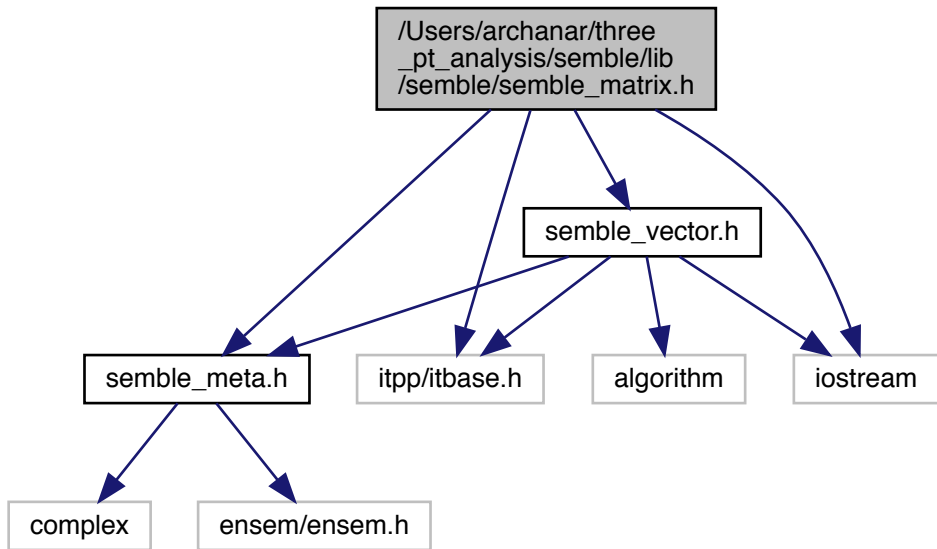 /Users/archanar/three
_pt_analysis/semble/lib
/semble/semble_matrix.h
semble_vector.h
semble_meta.h
itpp/itbase.h
algorithm
iostream
complex
ensem/ensem.h